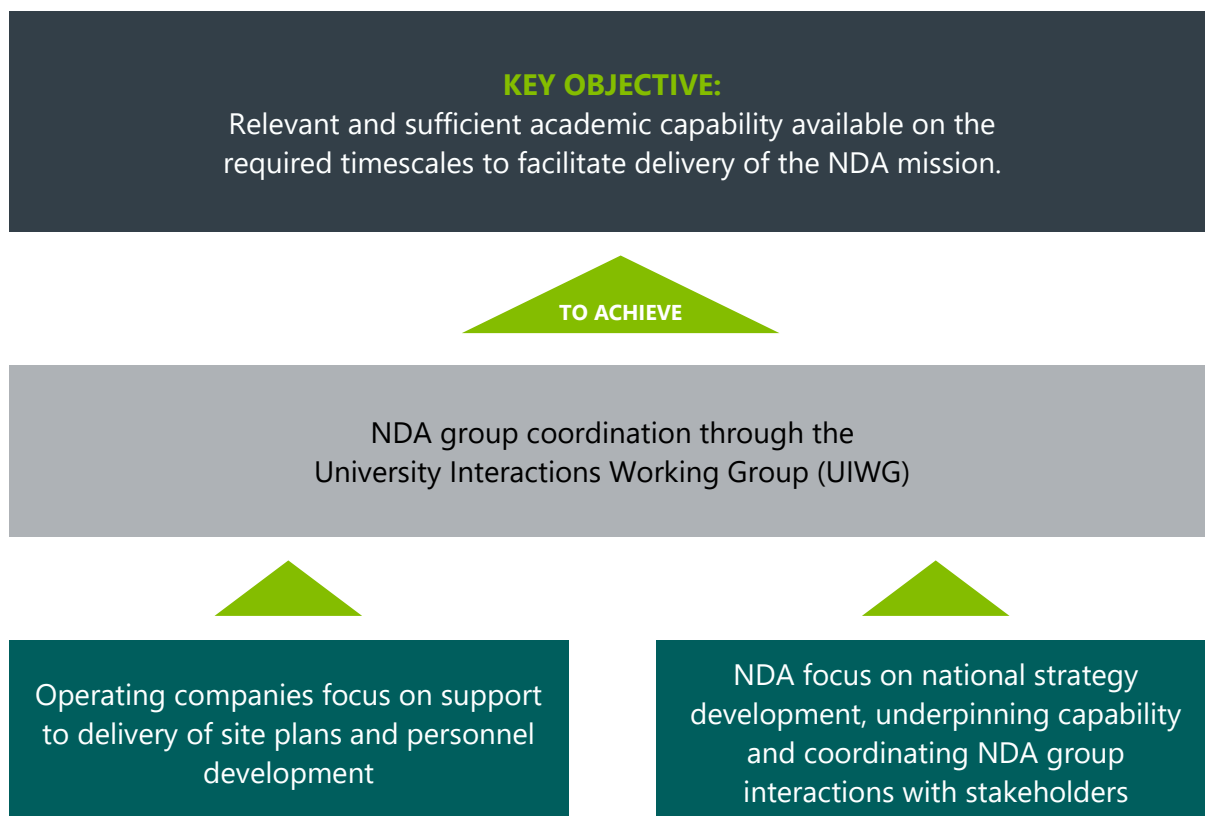 KEY OBJECTIVE:
Relevant and sufficient academic capability available on the
required timescales to facilitate delivery of the NDA mission.
TO ACHIEVE
NDA group coordination through the
University Interactions Working Group (UIWG)
Operating companies focus on support
to delivery of site plans and personnel
development
NDA focus on national strategy
development, underpinning capability
and coordinating NDA group
interactions with stakeholders